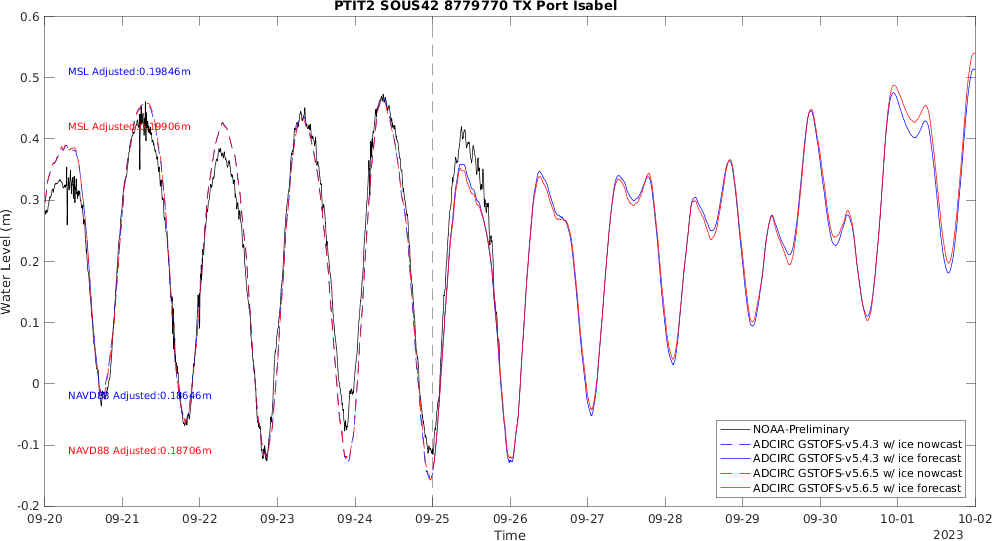 PTIT2 SOUS42 8779770 TX Port Isabel
0.6
0.5
0.4
0.3
0.2
0.1
0
-0.1
-0.2
Water Level (m)
MSL Adjusted:0.19846m
MSL Adjusted:0.19906m
NAVD88 Adjusted:0.18646m
NAVD88 Adjusted:0.18706m
NOAA-Preliminary
ADCIRC GSTOFS-v5.4.3 w/ ice nowcast
ADCIRC GSTOFS-v5.4.3 w/ ice forecast
ADCIRC GSTOFS-v5.6.5 w/ ice nowcast
ADCIRC GSTOFS-v5.6.5 w/ ice forecast
09-20 09-21 09-22 09-23 09-24 09-25 09-26 09-27 09-28 09-29 09-30 10-01 10-02
Time
2023